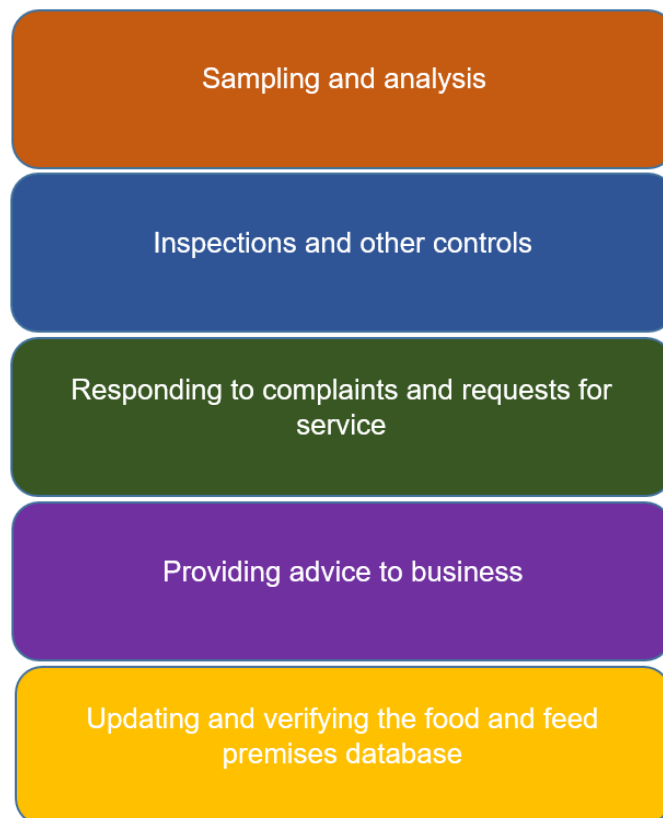 Sampling and analysis
Inspections and other controls
Responding to complaints and requests for
service
Providing advice to business
Updating and verifying the food and feed
premises database